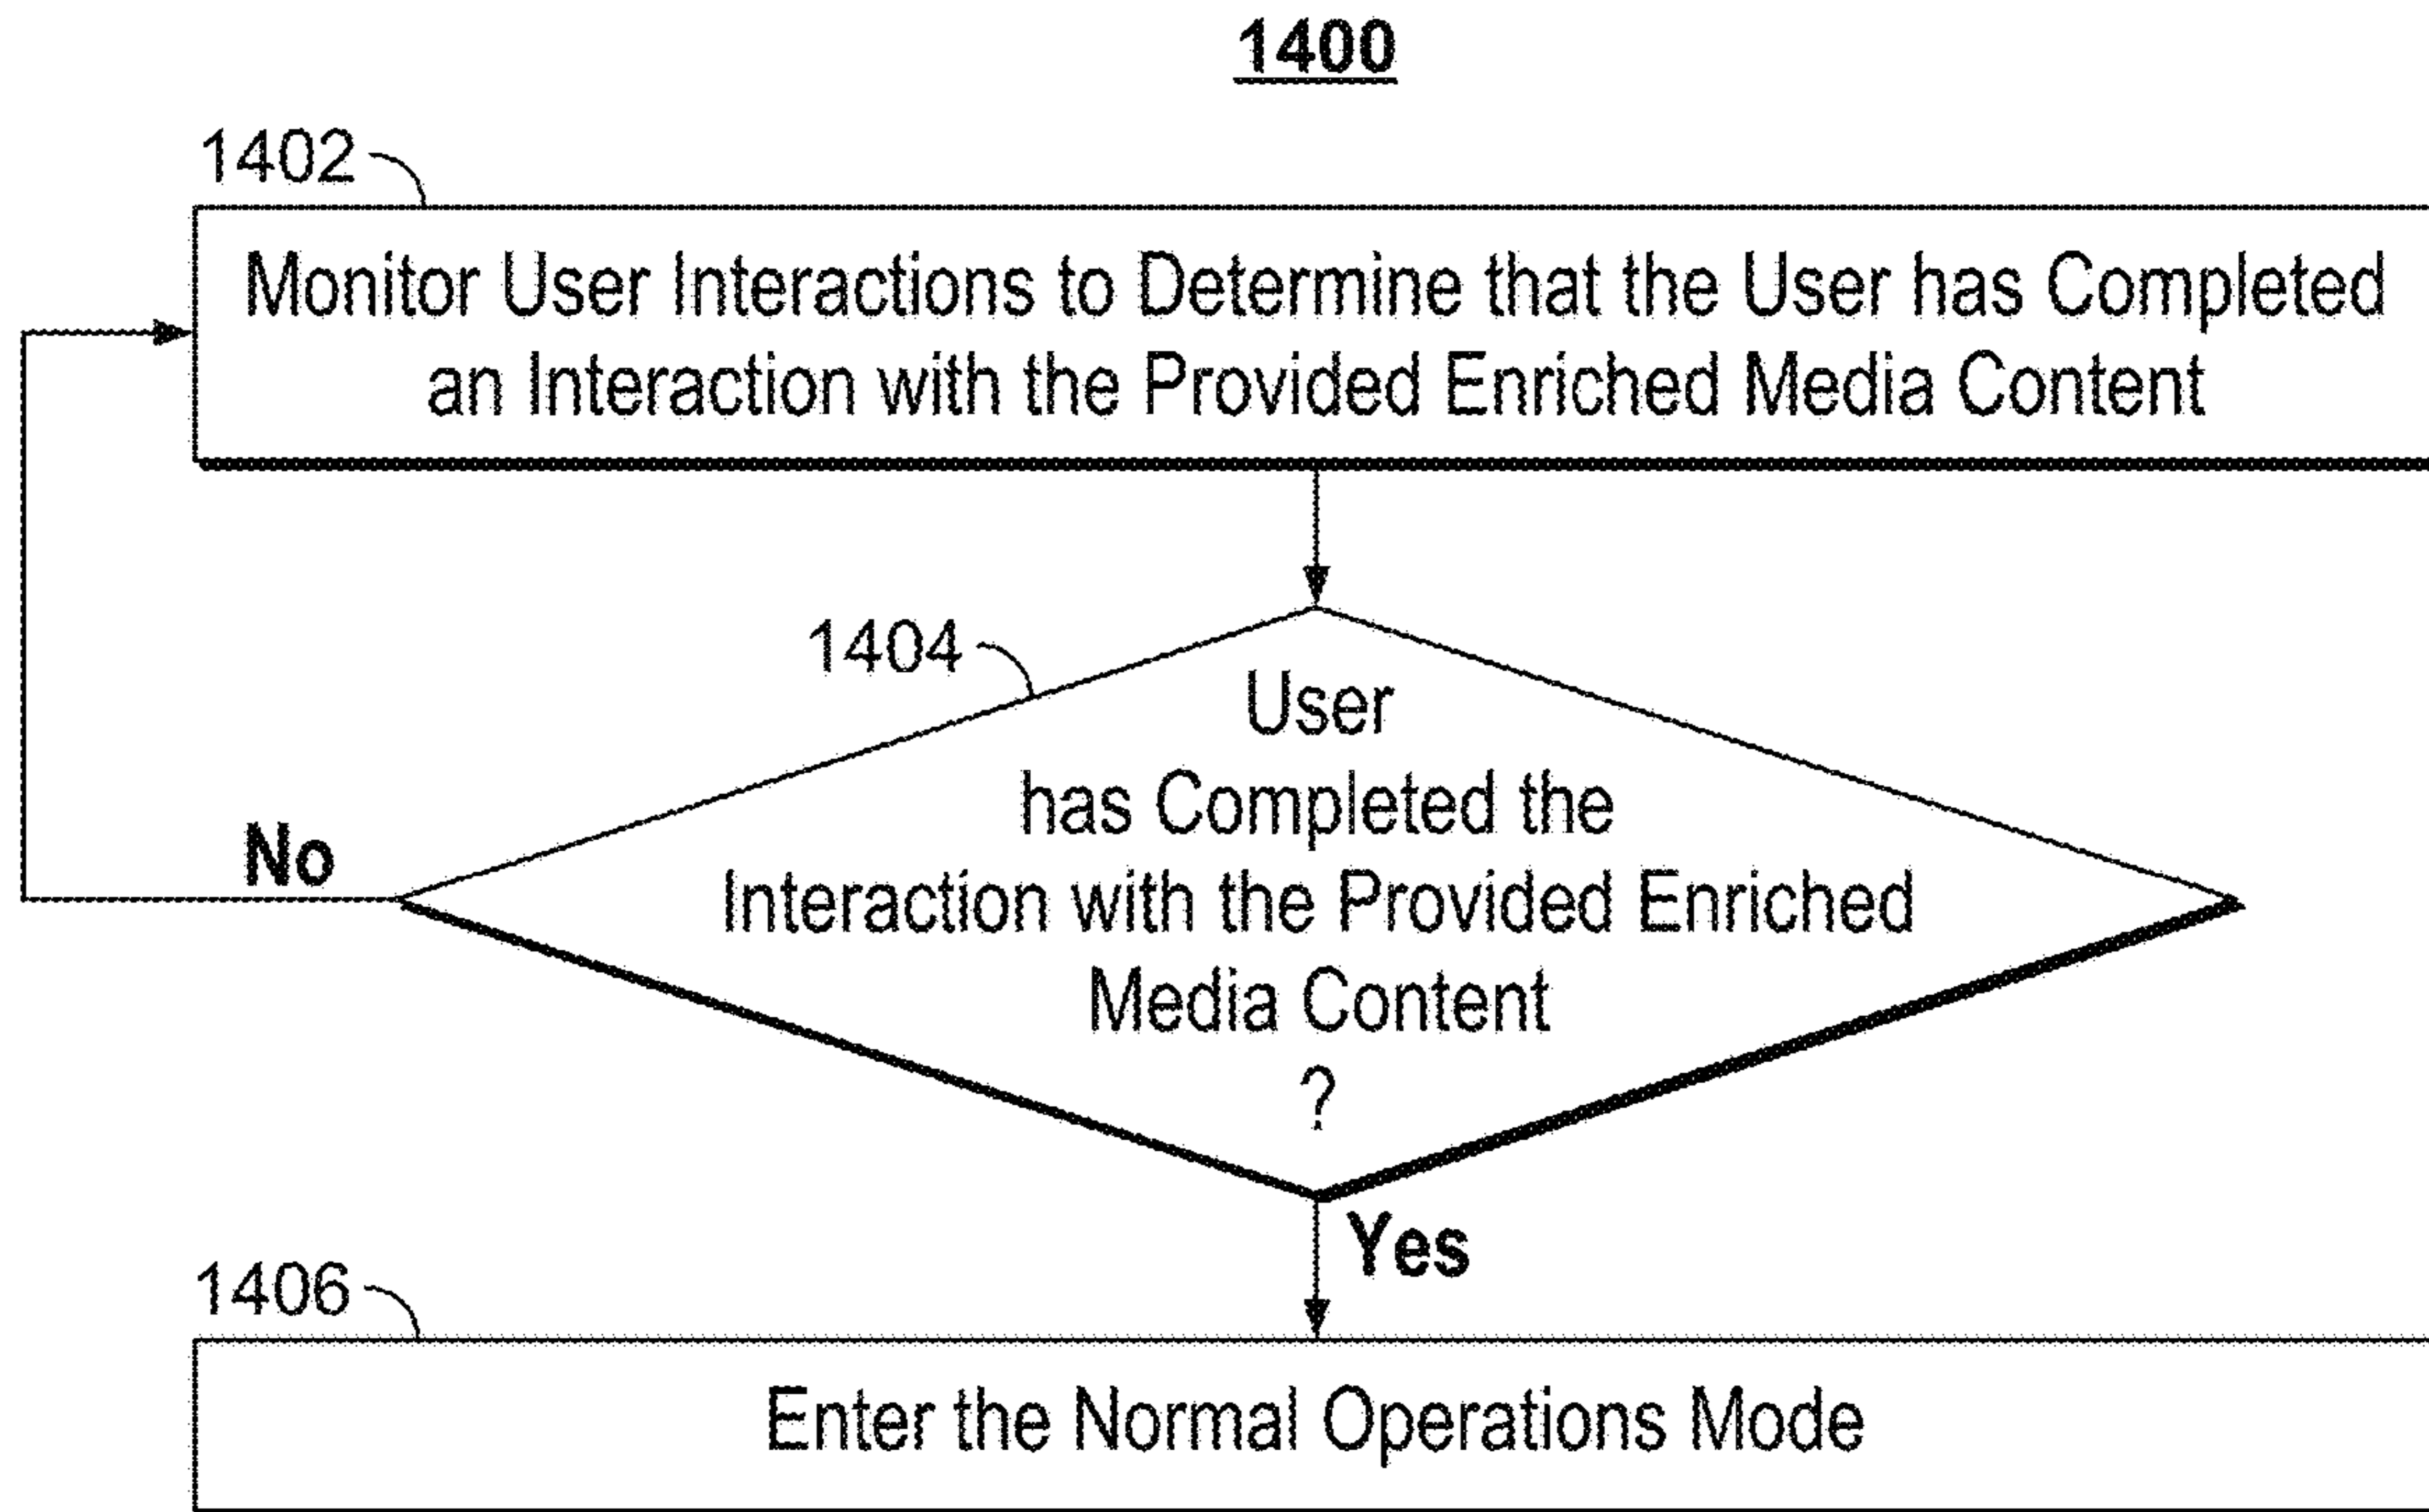 1400
1402
Monitor User Interactions to Determine that the User has Completed
an Interaction with the Provided Enriched Media Content
1404
User
has Completed the
Interaction with the Provided Enriched
Media Content
?
No
Yes
1406
Enter the Normal Operations Mode